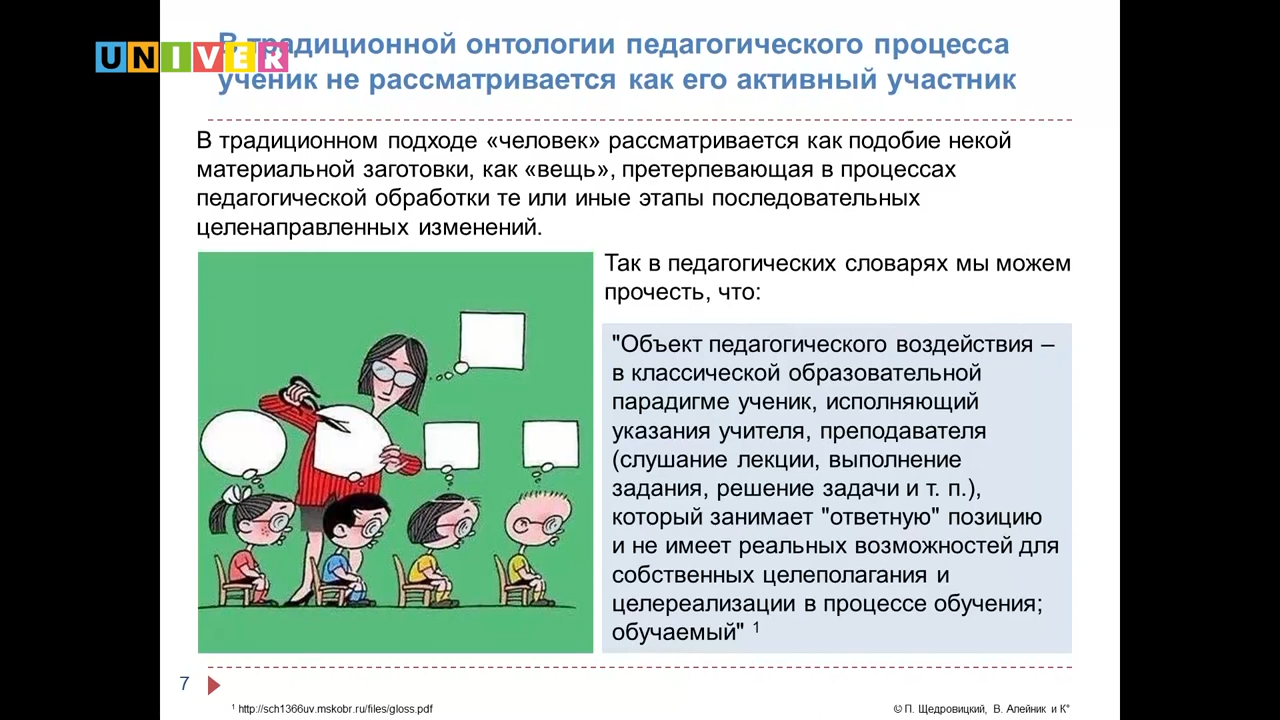 UNIVER
В традиционной онтологии педагогического процесса
ученик не рассматривается как его активный участник
В традиционном подходе «человек» рассматривается как подобие некой
материальной заготовки, как «вещь», претерпевающая в процессах
педагогической обработки те или иные этапы последовательных
целенаправленных изменений.
Так в педагогических словарях мы можем
прочесть, что:
"Объект педагогического воздействия –
в классической образовательной
парадигме ученик, исполняющий
указания учителя, преподавателя
(слушание лекции, выполнение
задания, решение задачи и т. п.),
который занимает "ответную" позицию
и не имеет реальных возможностей для
собственных целеполагания и
целереализации в процессе обучения;
обучаемый" 1
7
1 http://sch1366uv.mskobr.ru/files/gloss.pdf
© П. Щедровицкий, В. Алейник и К°